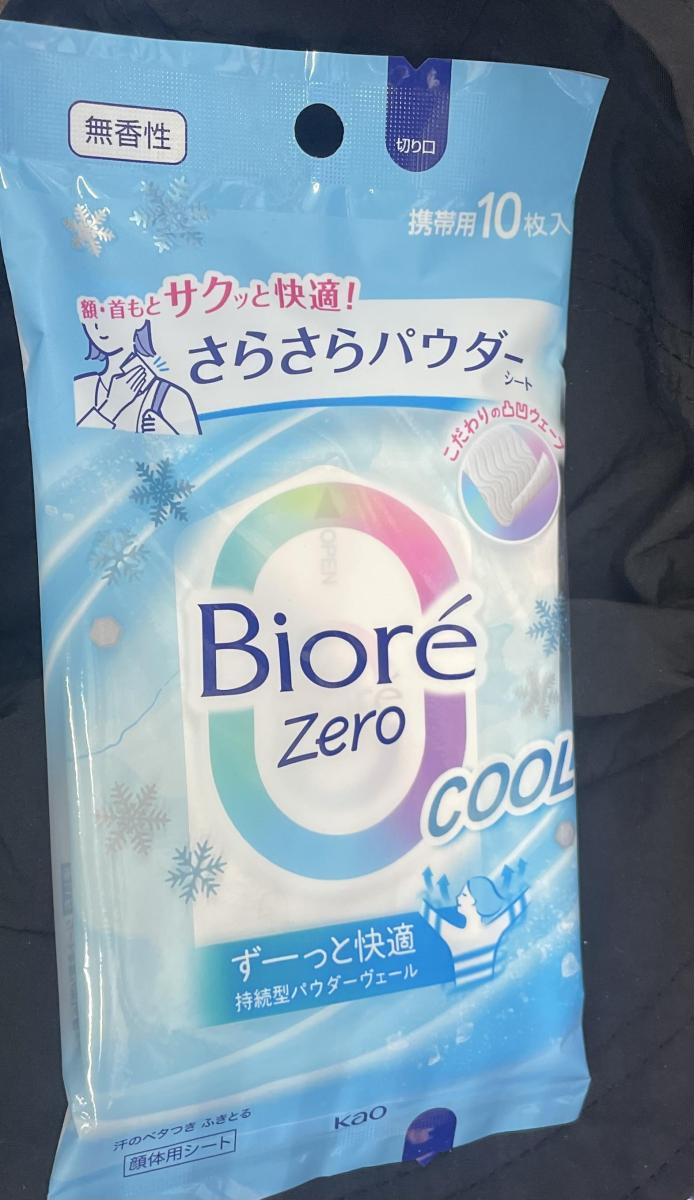 無香性
切り口
携帯用10枚入
額・首もとサクッと快適!
さらさらパウダー
シート
こだわりの凸凹ウェーブ
OPEN
Bioré
zero
COOL
ずーっと快適
持続型パウダーヴェール
汗のベタつき ふきとる
顔体用シート
Kao